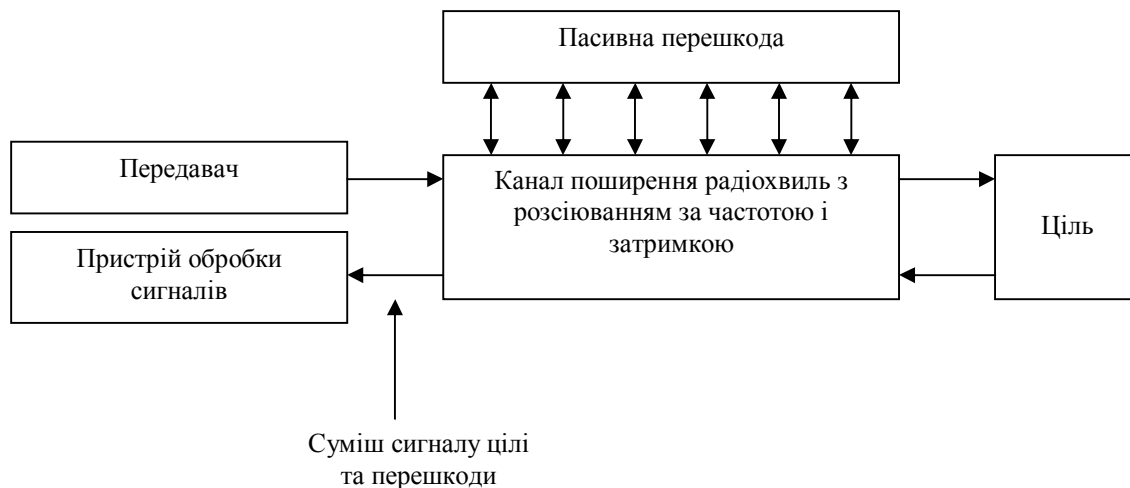 Пасивна перешкода
Передавач
Канал поширення радіохвиль з
розсіюванням за частотою і
затримкою
Ціль
Пристрій обробки
сигналів
Суміш сигналу цілі
та перешкоди